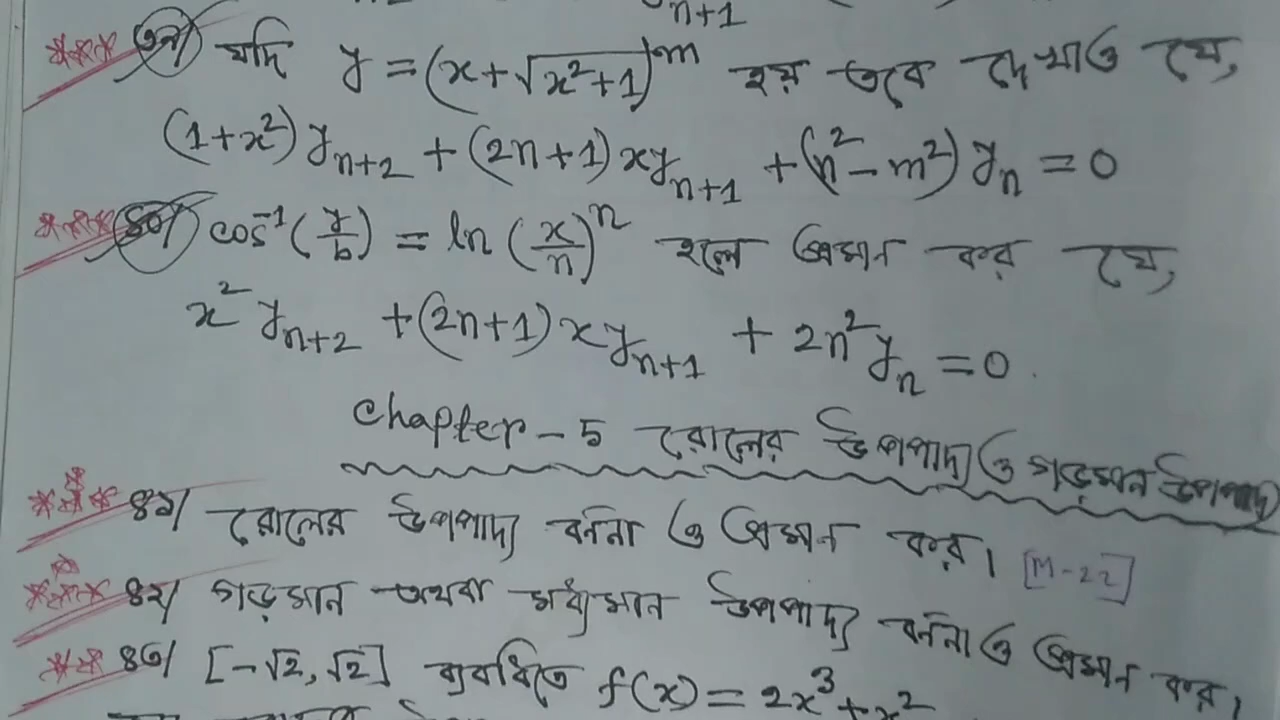 n+1
৩৯/ যদি y = (x+√x²+1)^m হয় তবে দেখাও যে,
(1+x²) y_{n+2} + (2n+1)xy_{n+1} + (n²-m²) y_n = 0
৪০/ cos⁻¹(y/b) = ln (x/n)^n হলে প্রমান কর যে,
x² y_{n+2} + (2n+1) x y_{n+1} + 2n² y_n = 0.
Chapter - 5 রোলের উপপাদ্য ও গড়মান উপপাদ্য
৪১/ রোলের উপপাদ্য বর্ননা ও প্রমান কর। [M-22]
৪২/ গড়মান অথবা মধ্যমান উপপাদ্য বর্ননা ও প্রমান কর।
৪৩/ [-√2, √2] ব্যবধিতে f(x) = 2x³ + x²